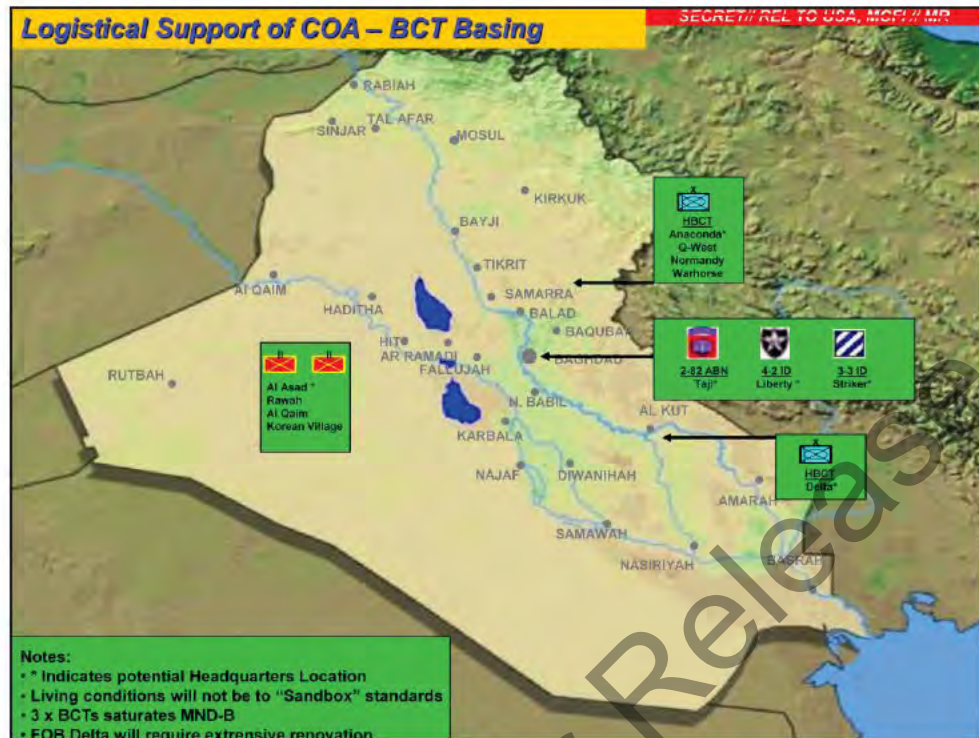 Logistical Support of COA – BCT Basing
SECRET// REL TO USA, MCFI// MR
RABIAH
SINJAR
TAL AFAR
MOSUL
KIRKUK
BAYJI
TIKRIT
SAMARRA
Al QAIM
HADITHA
BALAD
BAQUBAH
HIT
AR RAMADI
FALLUJAH
BAGHDAD
RUTBAH
N. BABIL
AL KUT
KARBALA
NAJAF
DIWANIHAH
AMARAH
SAMAWAH
NASIRIYAH
BASRAH
X
HBCT
Anaconda*
Q-West
Normandy
Warhorse
2-82 ABN
Taji*
4-2 ID
Liberty *
3-3 ID
Striker*
X
HBCT
Delta*
II
II
Al Asad *
Rawah
Al Qaim
Korean Village
Notes:
• * Indicates potential Headquarters Location
• Living conditions will not be to “Sandbox” standards
• 3 x BCTs saturates MND-B
• FOB Delta will require extensive renovation
Release